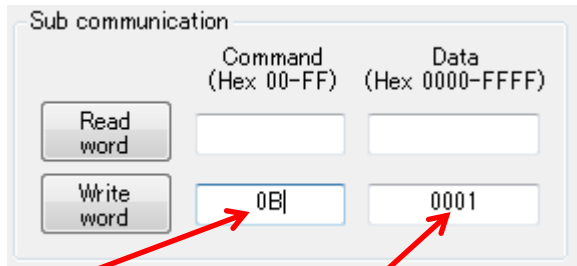 Sub communication
Command Data
(Hex 00-FF) (Hex 0000-FFFF)
Read
word
Write
word
0B 0001